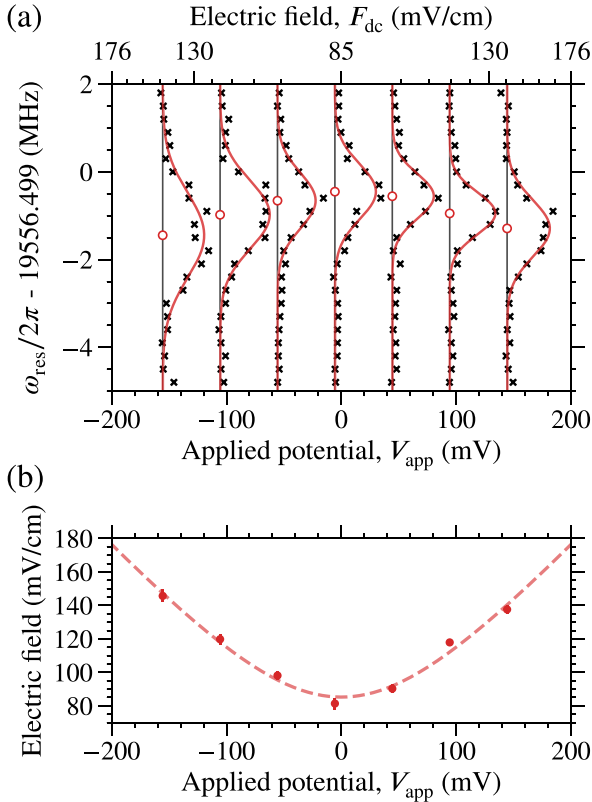 (a)
Electric field, F_dc (mV/cm)
176 130 85 130 176
ω_res/2π - 19556.499 (MHz)
2
0
−2
−4
−200 −100 0 100 200
Applied potential, V_app (mV)
(b)
Electric field (mV/cm)
180
160
140
120
100
80
−200 −100 0 100 200
Applied potential, V_app (mV)